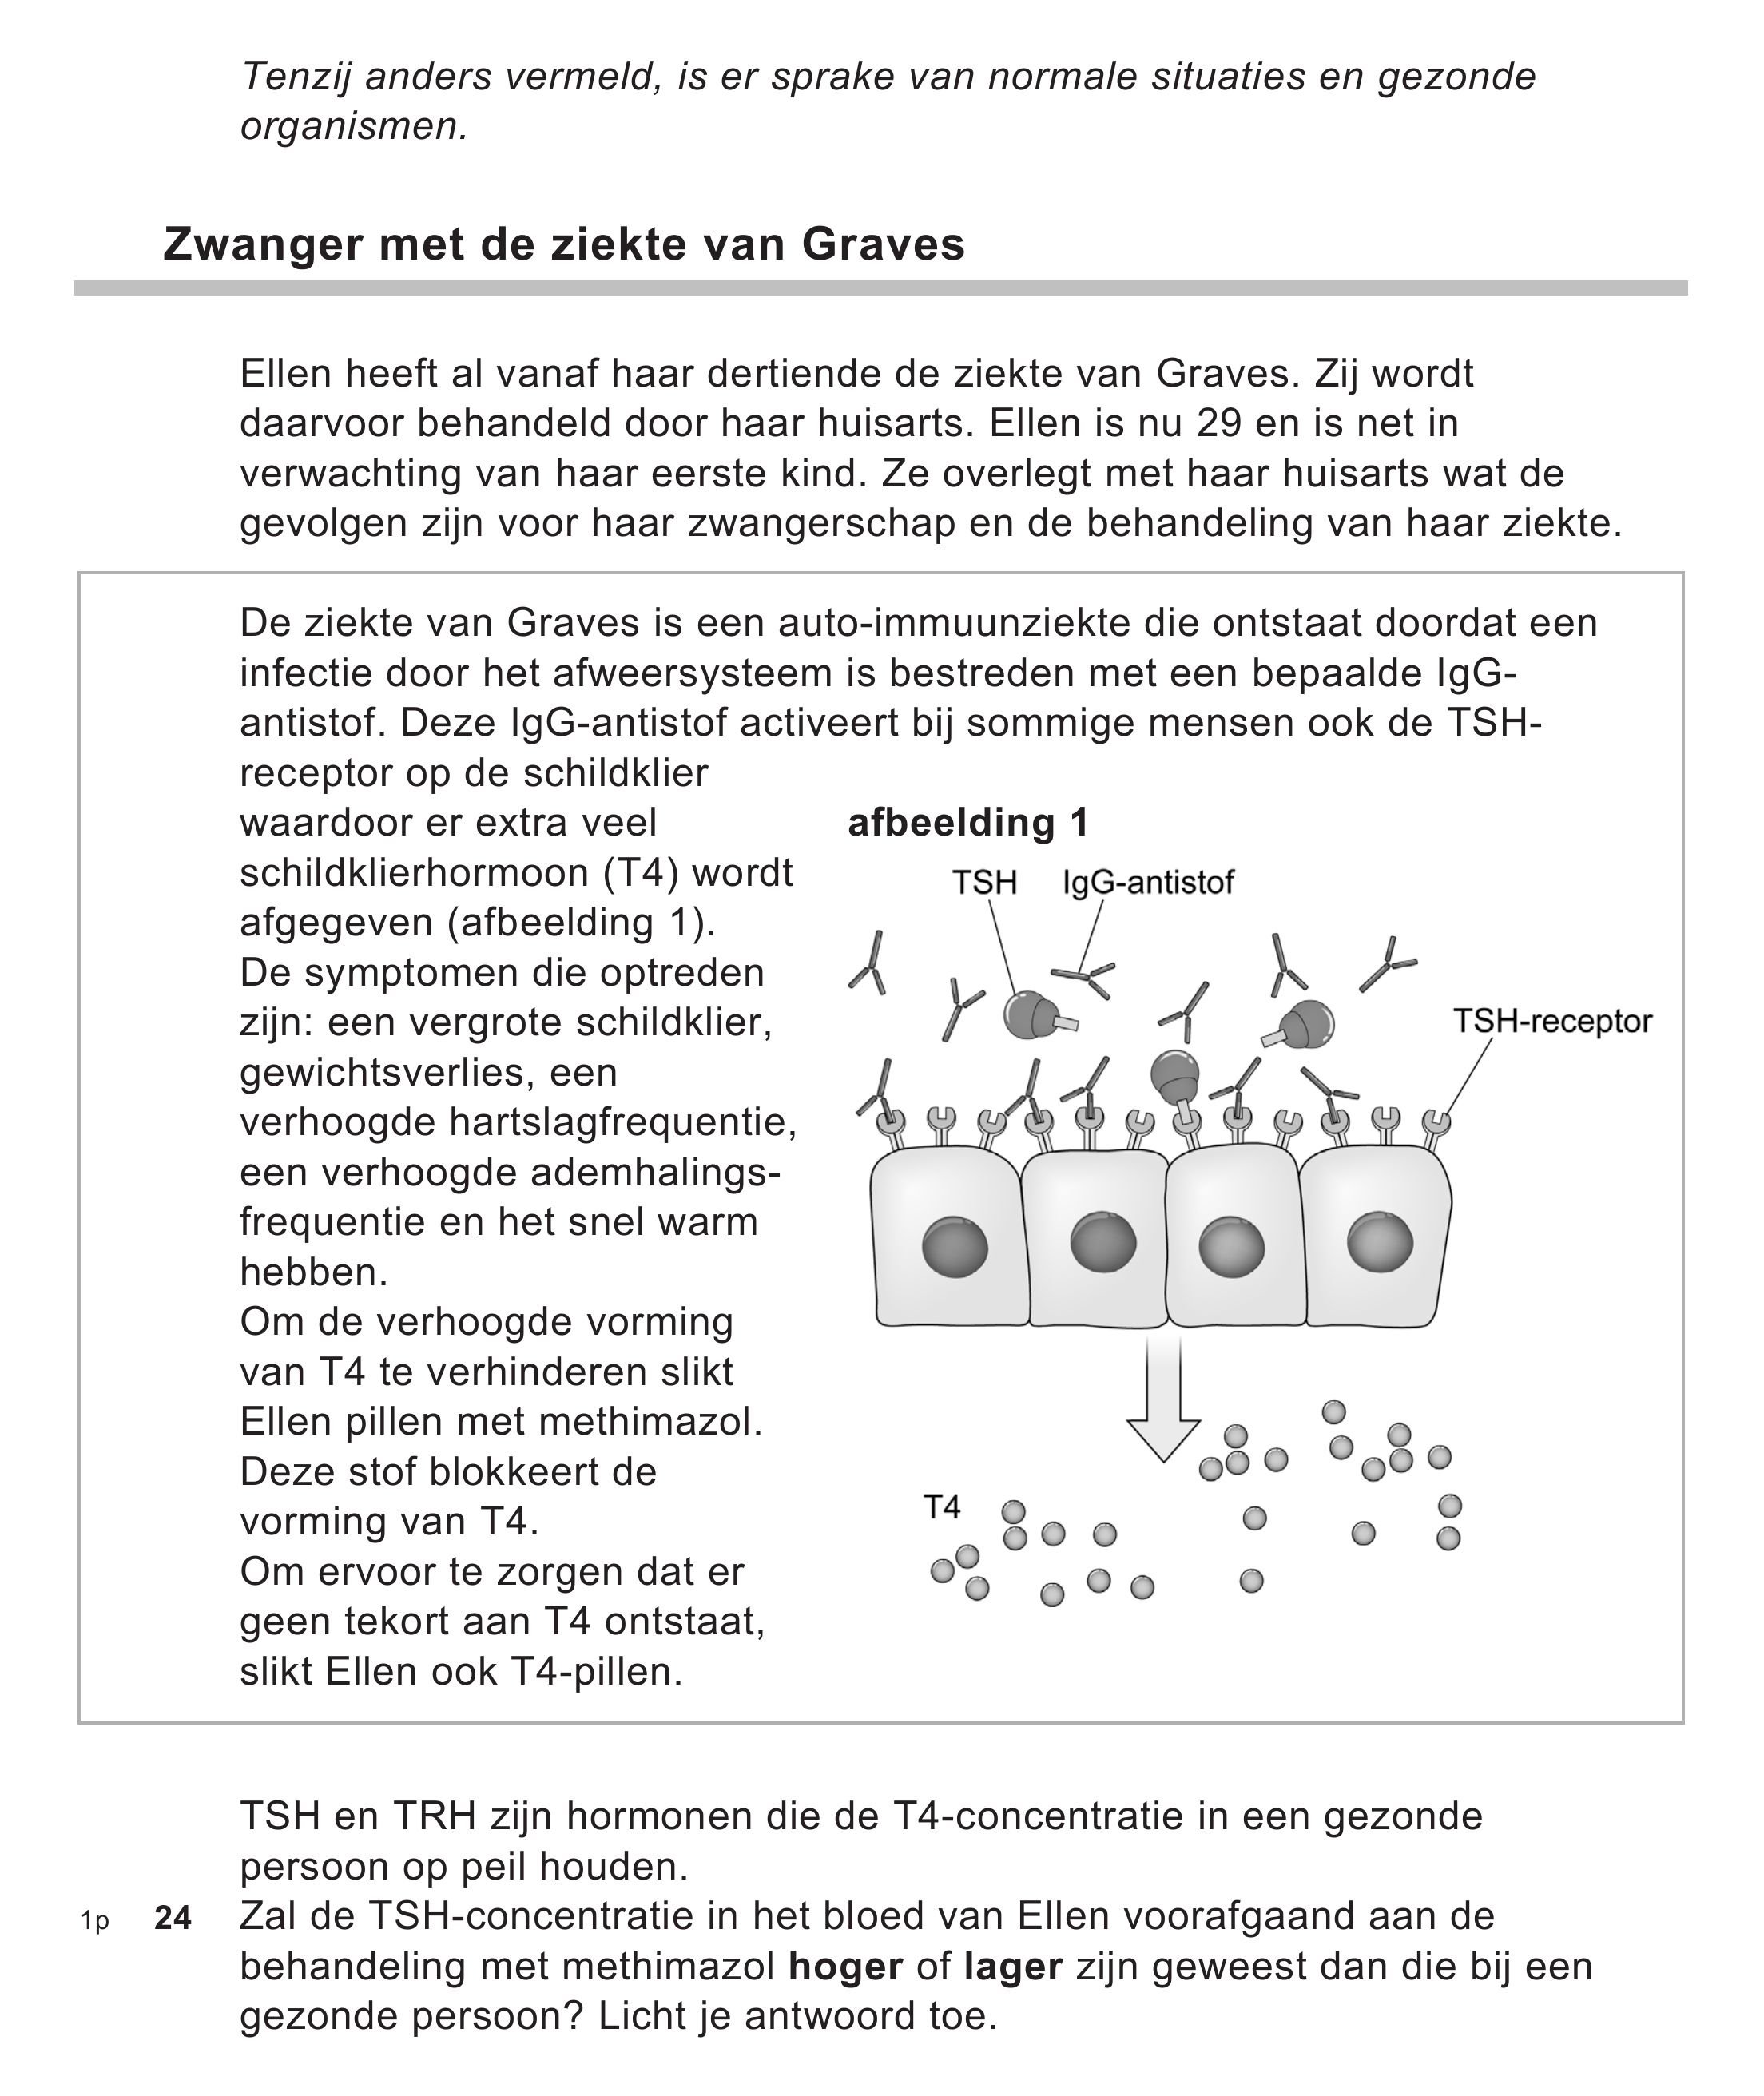 Tenzij anders vermeld, is er sprake van normale situaties en gezonde
organismen.
Zwanger met de ziekte van Graves
Ellen heeft al vanaf haar dertiende de ziekte van Graves. Zij wordt
daarvoor behandeld door haar huisarts. Ellen is nu 29 en is net in
verwachting van haar eerste kind. Ze overlegt met haar huisarts wat de
gevolgen zijn voor haar zwangerschap en de behandeling van haar ziekte.
De ziekte van Graves is een auto-immuunziekte die ontstaat doordat een
infectie door het afweersysteem is bestreden met een bepaalde IgG-
antistof. Deze IgG-antistof activeert bij sommige mensen ook de TSH-
receptor op de schildklier
waardoor er extra veel
schildklierhormoon (T4) wordt
afgegeven (afbeelding 1).
De symptomen die optreden
zijn: een vergrote schildklier,
gewichtsverlies, een
verhoogde hartslagfrequentie,
een verhoogde ademhalings-
frequentie en het snel warm
hebben.
Om de verhoogde vorming
van T4 te verhinderen slikt
Ellen pillen met methimazol.
Deze stof blokkeert de
vorming van T4.
Om ervoor te zorgen dat er
geen tekort aan T4 ontstaat,
slikt Ellen ook T4-pillen.
afbeelding 1
TSH IgG-antistof
TSH-receptor
T4
TSH en TRH zijn hormonen die de T4-concentratie in een gezonde
persoon op peil houden.
1p 24 Zal de TSH-concentratie in het bloed van Ellen voorafgaand aan de
behandeling met methimazol hoger of lager zijn geweest dan die bij een
gezonde persoon? Licht je antwoord toe.